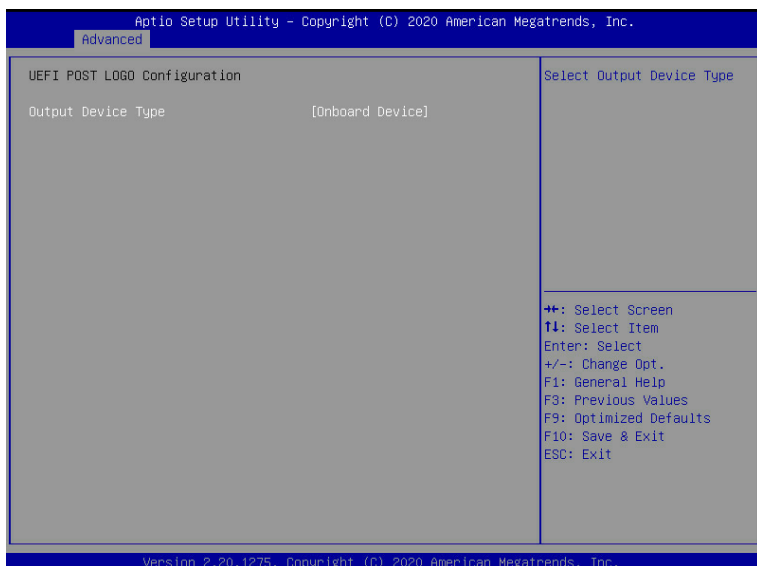 Aptio Setup Utility – Copyright (C) 2020 American Megatrends, Inc.
Advanced
UEFI POST LOGO Configuration
Output Device Type [Onboard Device]
Select Output Device Type
→←: Select Screen
↑↓: Select Item
Enter: Select
+/-: Change Opt.
F1: General Help
F3: Previous Values
F9: Optimized Defaults
F10: Save & Exit
ESC: Exit
Version 2.20.1275. Copyright (C) 2020 American Megatrends, Inc.